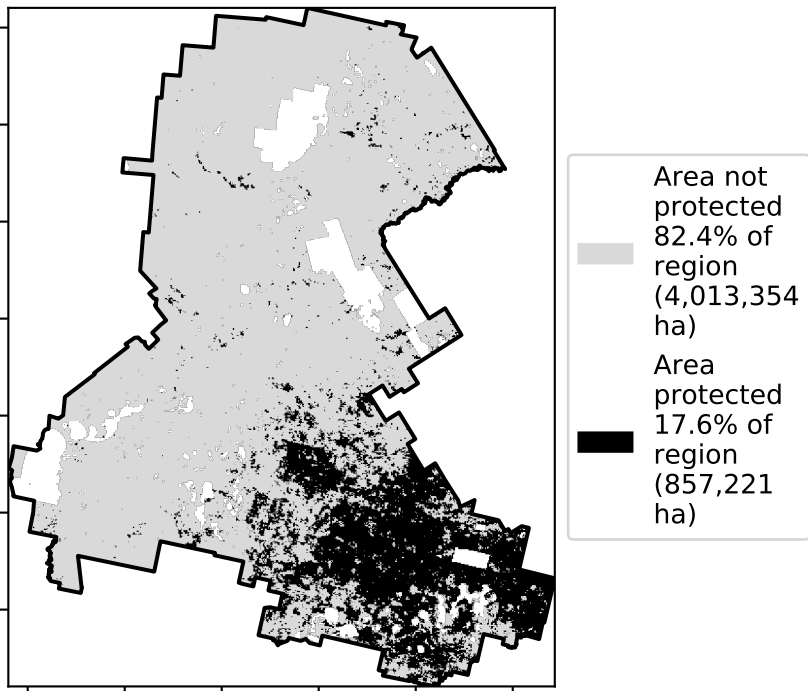 Area not
protected
82.4% of
region
(4,013,354
ha)
Area
protected
17.6% of
region
(857,221
ha)